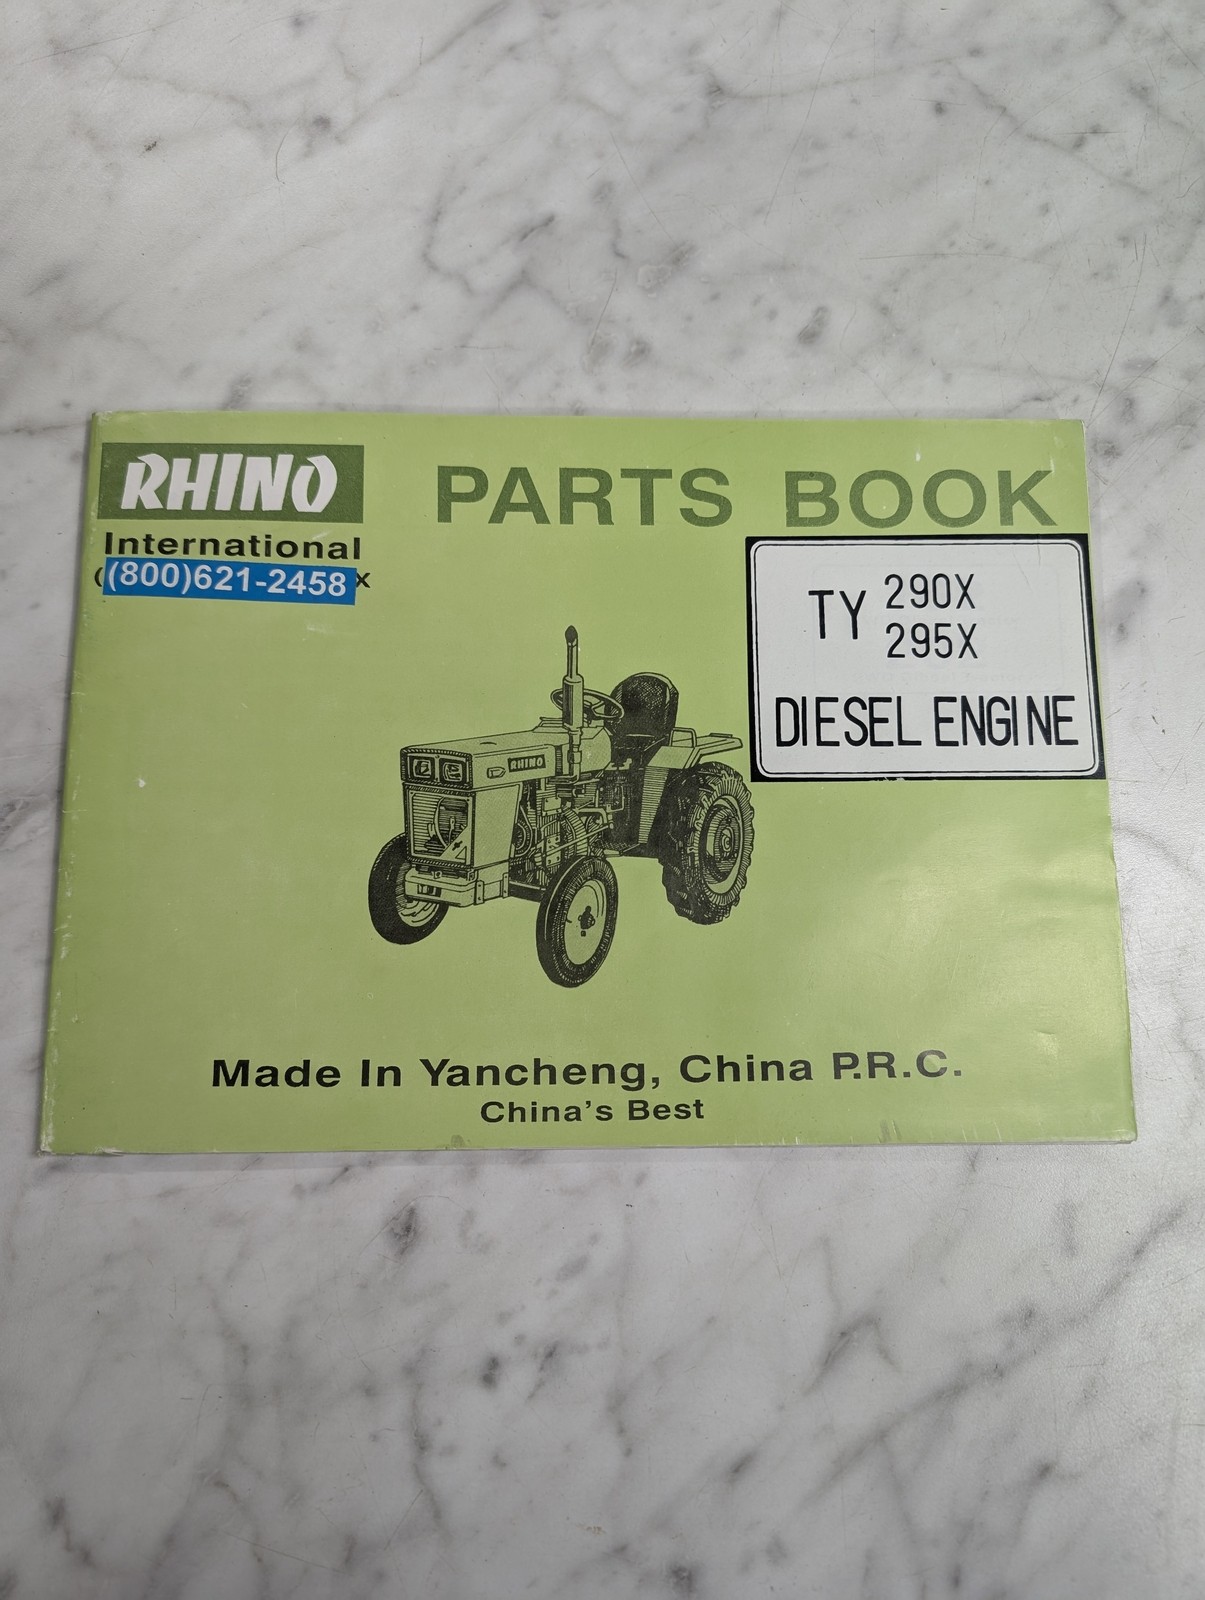 RHINO
International
((800)621-2458 X
PARTS BOOK
TY 290X
295X
DIESEL ENGINE
RHINO
Made In Yancheng, China P.R.C.
China's Best